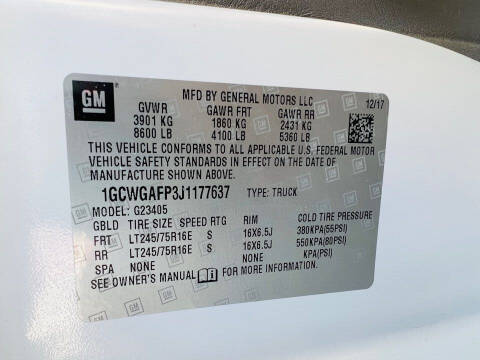 GM
MFD BY GENERAL MOTORS LLC
12/17
GVWR GAWR FRT GAWR RR
3901 KG 1860 KG 2431 KG
8600 LB 4100 LB 5360 LB
THIS VEHICLE CONFORMS TO ALL APPLICABLE U.S. FEDERAL MOTOR
VEHICLE SAFETY STANDARDS IN EFFECT ON THE DATE OF
MANUFACTURE SHOWN ABOVE.
1GCWGAFP3J1177637 TYPE: TRUCK
MODEL: G23405
GBLD TIRE SIZE SPEED RTG RIM COLD TIRE PRESSURE
FRT LT245/75R16E S 16X6.5J 380KPA(55PSI)
RR LT245/75R16E S 16X6.5J 550KPA(80PSI)
SPA NONE NONE KPA(PSI)
SEE OWNER'S MANUAL FOR MORE INFORMATION.